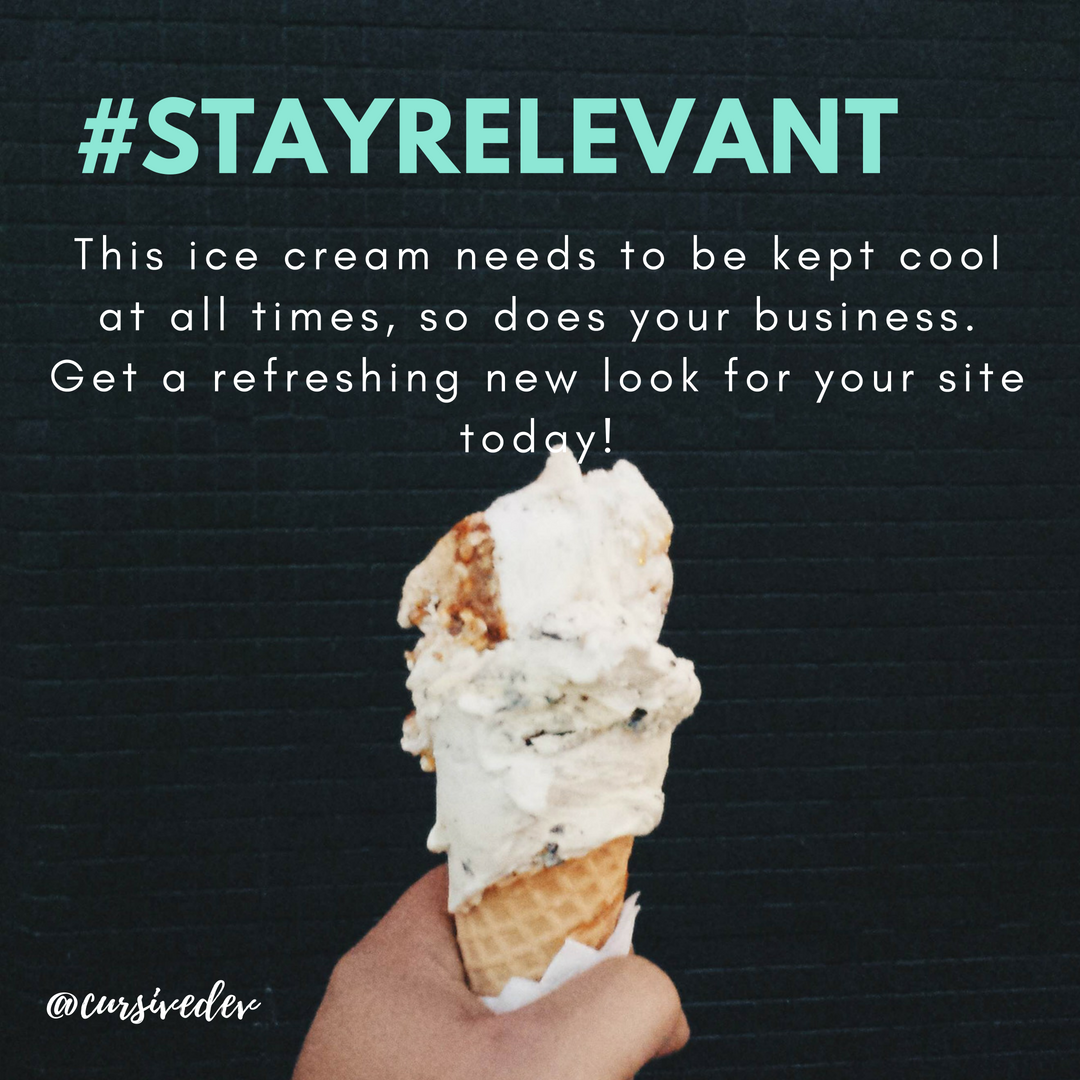 #STAYRELEVANT
This ice cream needs to be kept cool
at all times, so does your business.
Get a refreshing new look for your site
today!
@cursivedev